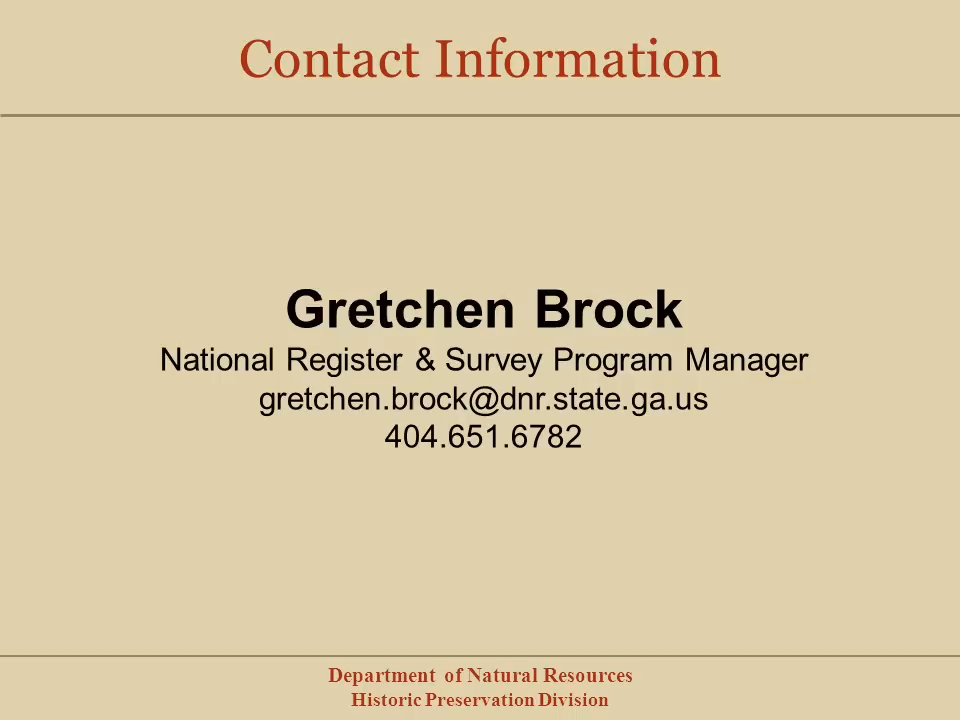 Contact Information
Gretchen Brock
National Register & Survey Program Manager
gretchen.brock@dnr.state.ga.us
404.651.6782
Department of Natural Resources
Historic Preservation Division